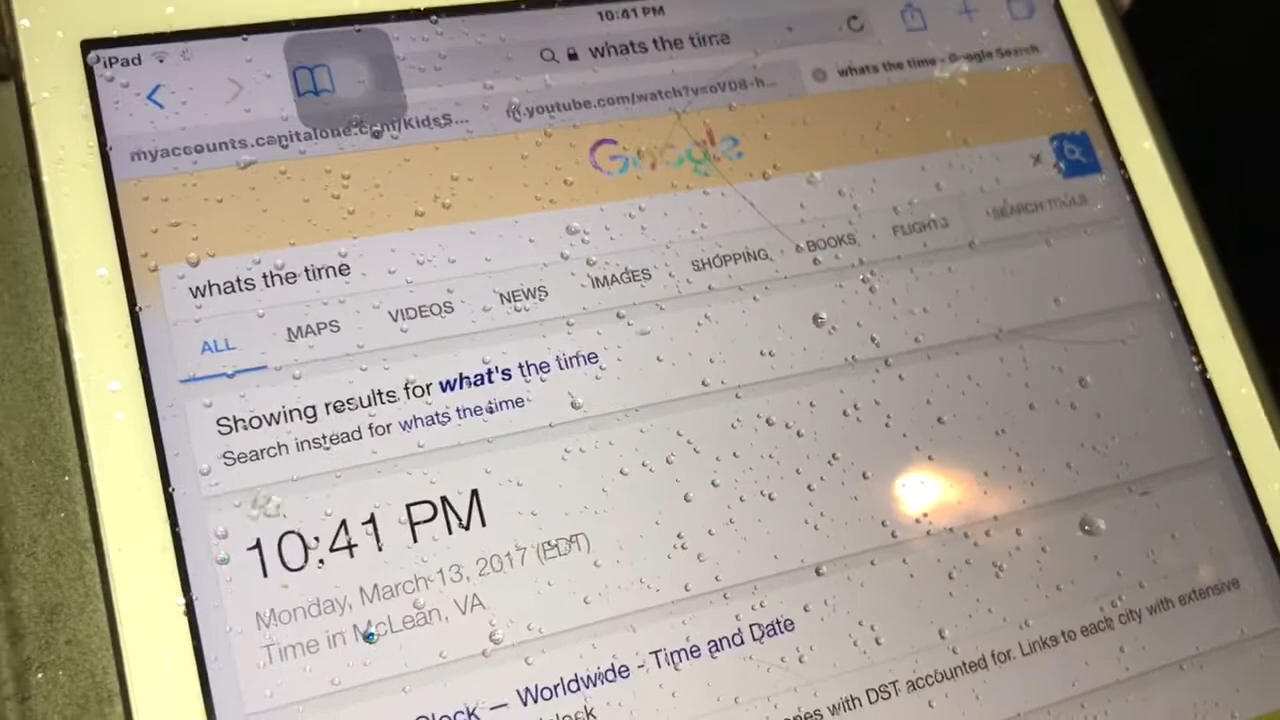 iPad 10:41 PM
whats the time
myaccounts.capitalone.com/KidsS... youtube.com/watch?v=oVD8-h... whats the time - Google Search
Google
whats the time
ALL MAPS VIDEOS NEWS IMAGES SHOPPING BOOKS FLIGHTS SEARCH TOOLS
Showing results for what's the time
Search instead for whats the time
10:41 PM
Monday, March 13, 2017 (EDT)
Time in McLean, VA
Clock — Worldwide - Time and Date
ones with DST accounted for. Links to each city with extensive
clock